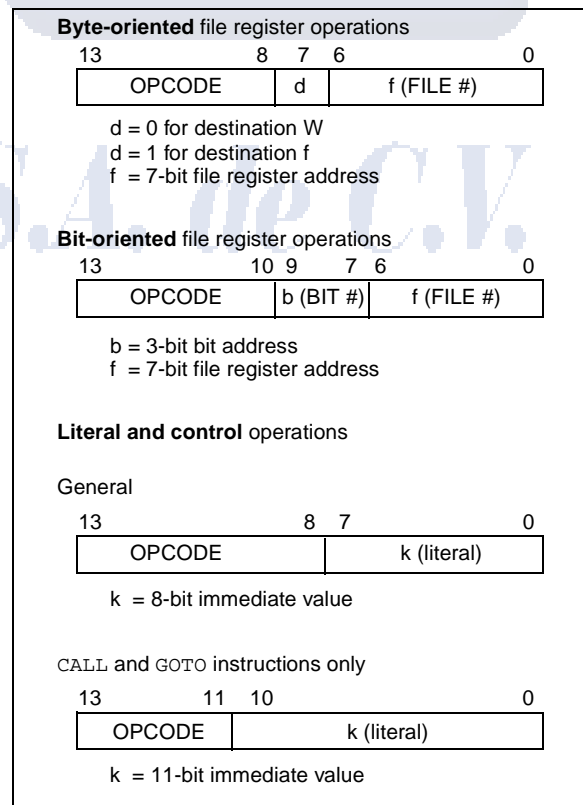 Byte-oriented file register operations
13 8 7 6 0
OPCODE d f (FILE #)
d = 0 for destination W
d = 1 for destination f
f = 7-bit file register address
S.A. de C.V.
Bit-oriented file register operations
13 10 9 7 6 0
OPCODE b (BIT #) f (FILE #)
b = 3-bit bit address
f = 7-bit file register address
Literal and control operations
General
13 8 7 0
OPCODE k (literal)
k = 8-bit immediate value
CALL and GOTO instructions only
13 11 10 0
OPCODE k (literal)
k = 11-bit immediate value